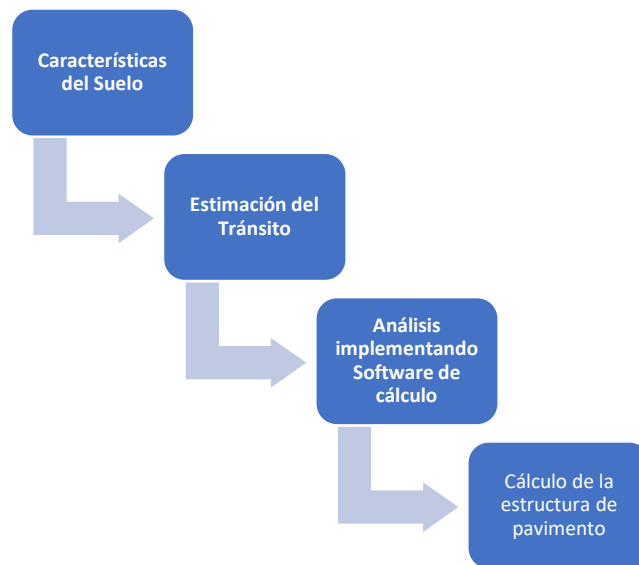 Características
del Suelo
Estimación del
Tránsito
Análisis
implementando
Software de
cálculo
Cálculo de la
estructura de
pavimento